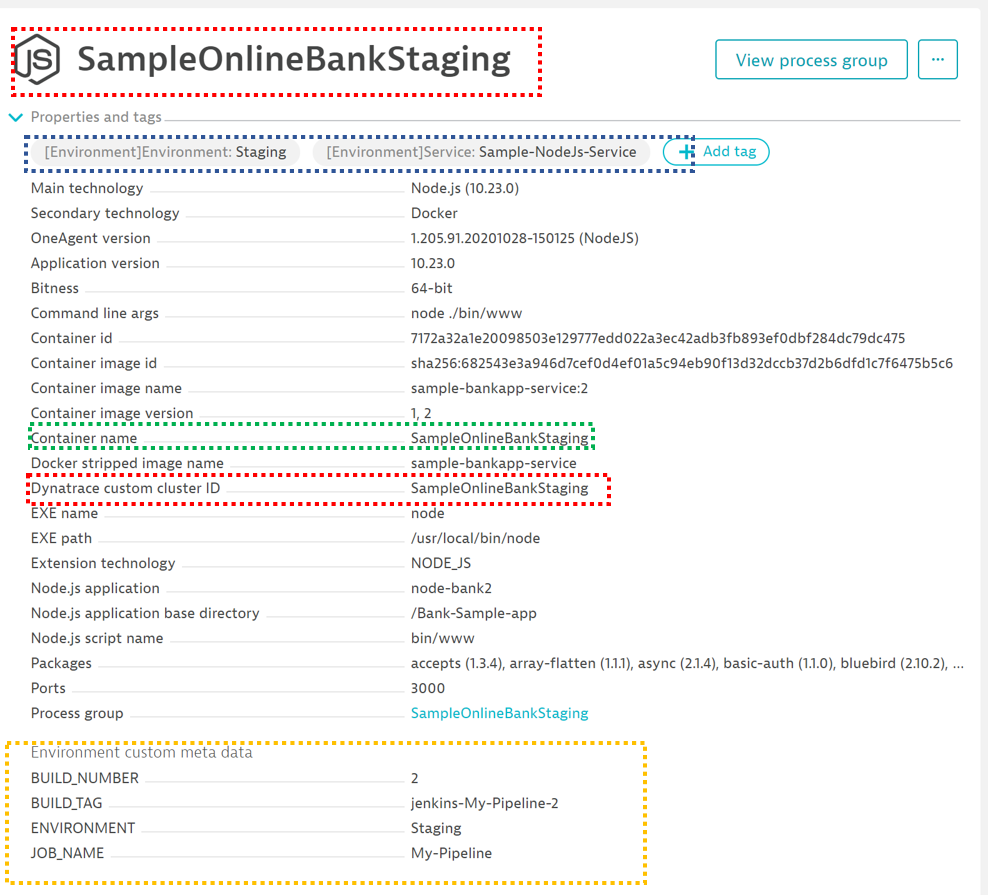 JS SampleOnlineBankStaging
View process group ...
Properties and tags
[Environment]Environment: Staging [Environment]Service: Sample-NodeJs-Service + Add tag
Main technology Node.js (10.23.0)
Secondary technology Docker
OneAgent version 1.205.91.20201028-150125 (NodeJS)
Application version 10.23.0
Bitness 64-bit
Command line args node ./bin/www
Container id 7172a32a1e20098503e129777edd022a3ec42adb3fb893ef0dbf284dc79dc475
Container image id sha256:682543e3a946d7cef0d4ef01a5c94eb90f13d32dccb37d2b6dfd1c7f6475b5c6
Container image name sample-bankapp-service:2
Container image version 1, 2
Container name SampleOnlineBankStaging
Docker stripped image name sample-bankapp-service
Dynatrace custom cluster ID SampleOnlineBankStaging
EXE name node
EXE path /usr/local/bin/node
Extension technology NODE_JS
Node.js application node-bank2
Node.js application base directory /Bank-Sample-app
Node.js script name bin/www
Packages accepts (1.3.4), array-flatten (1.1.1), async (2.1.4), basic-auth (1.1.0), bluebird (2.10.2), ...
Ports 3000
Process group SampleOnlineBankStaging
Environment custom meta data
BUILD_NUMBER 2
BUILD_TAG jenkins-My-Pipeline-2
ENVIRONMENT Staging
JOB_NAME My-Pipeline